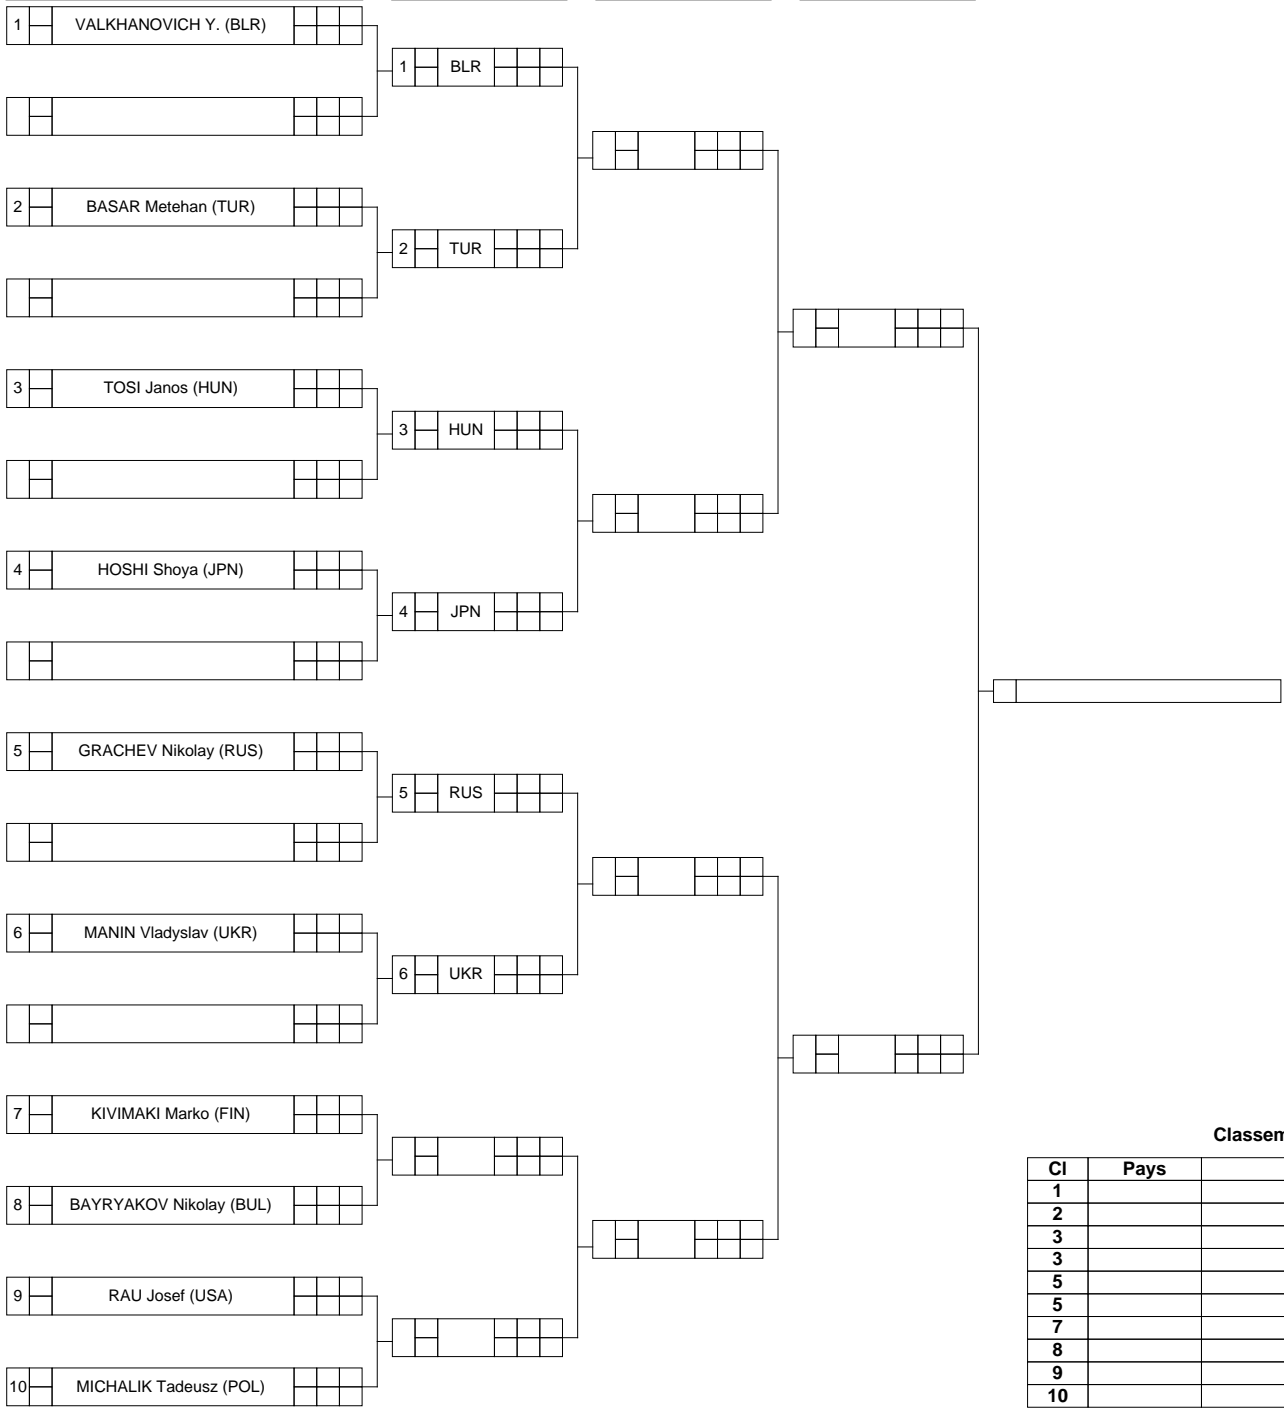 1 VALKHANOVICH Y. (BLR)
1 BLR
2 BASAR Metehan (TUR)
2 TUR
3 TOSI Janos (HUN)
3 HUN
4 HOSHI Shoya (JPN)
4 JPN
5 GRACHEV Nikolay (RUS)
5 RUS
6 MANIN Vladyslav (UKR)
6 UKR
7 KIVIMAKI Marko (FIN)
8 BAYRYAKOV Nikolay (BUL)
9 RAU Josef (USA)
10 MICHALIK Tadeusz (POL)
Classem
Cl Pays
1
2
3
3
5
5
7
8
9
10